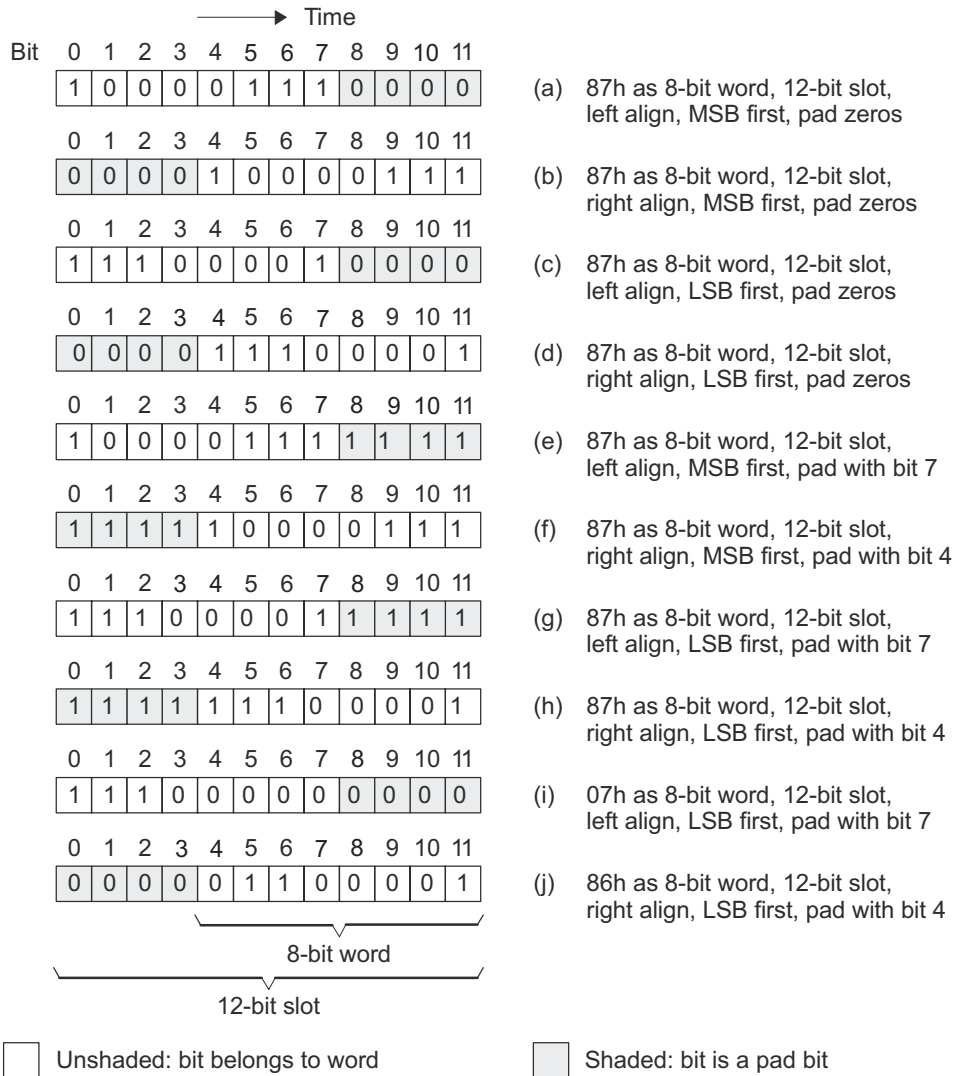 Time
Bit 0 1 2 3 4 5 6 7 8 9 10 11
1 0 0 0 0 1 1 1 0 0 0 0
(a) 87h as 8-bit word, 12-bit slot,
left align, MSB first, pad zeros
0 1 2 3 4 5 6 7 8 9 10 11
0 0 0 0 1 0 0 0 0 1 1 1
(b) 87h as 8-bit word, 12-bit slot,
right align, MSB first, pad zeros
0 1 2 3 4 5 6 7 8 9 10 11
1 1 1 0 0 0 0 1 0 0 0 0
(c) 87h as 8-bit word, 12-bit slot,
left align, LSB first, pad zeros
0 1 2 3 4 5 6 7 8 9 10 11
0 0 0 0 1 1 1 0 0 0 0 1
(d) 87h as 8-bit word, 12-bit slot,
right align, LSB first, pad zeros
0 1 2 3 4 5 6 7 8 9 10 11
1 0 0 0 0 1 1 1 1 1 1 1
(e) 87h as 8-bit word, 12-bit slot,
left align, MSB first, pad with bit 7
0 1 2 3 4 5 6 7 8 9 10 11
1 1 1 1 1 0 0 0 0 1 1 1
(f) 87h as 8-bit word, 12-bit slot,
right align, MSB first, pad with bit 4
0 1 2 3 4 5 6 7 8 9 10 11
1 1 1 0 0 0 0 1 1 1 1 1
(g) 87h as 8-bit word, 12-bit slot,
left align, LSB first, pad with bit 7
0 1 2 3 4 5 6 7 8 9 10 11
1 1 1 1 1 1 1 0 0 0 0 1
(h) 87h as 8-bit word, 12-bit slot,
right align, LSB first, pad with bit 4
0 1 2 3 4 5 6 7 8 9 10 11
1 1 1 0 0 0 0 0 0 0 0 0
(i) 07h as 8-bit word, 12-bit slot,
left align, LSB first, pad with bit 7
0 1 2 3 4 5 6 7 8 9 10 11
0 0 0 0 0 1 1 0 0 0 0 1
(j) 86h as 8-bit word, 12-bit slot,
right align, LSB first, pad with bit 4
8-bit word
12-bit slot
Unshaded: bit belongs to word
Shaded: bit is a pad bit